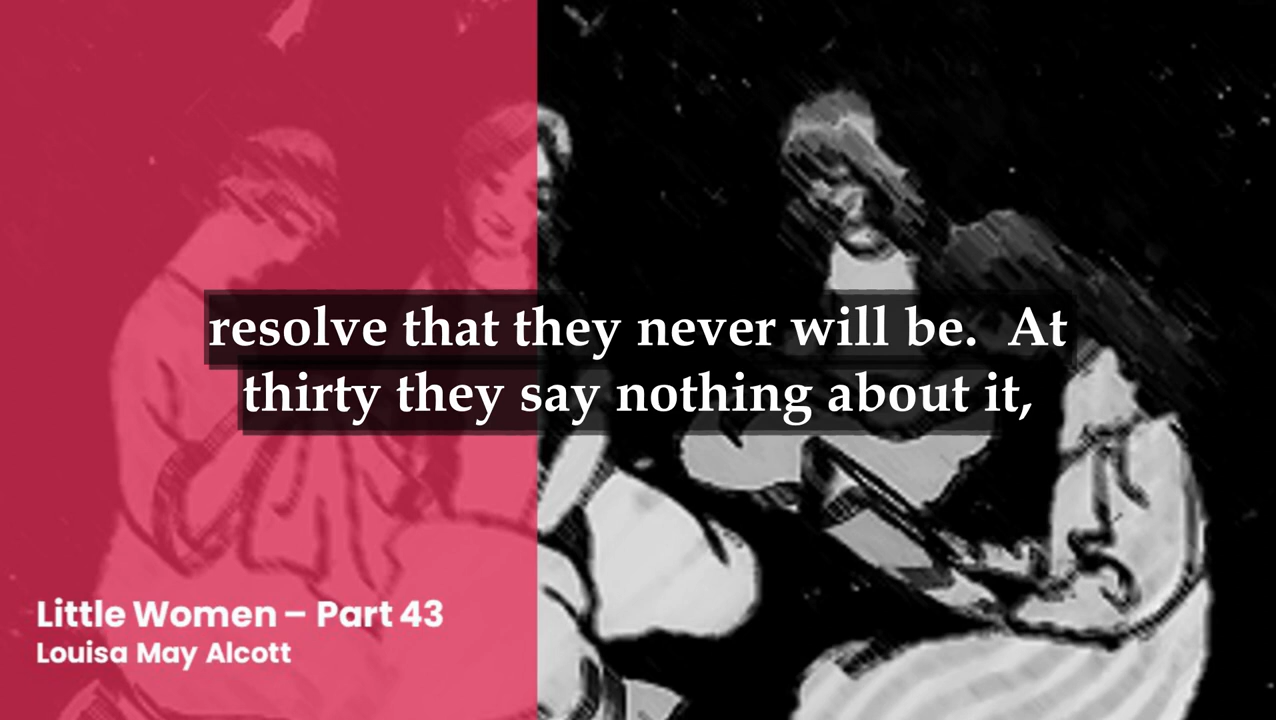 resolve that they never will be.  At
thirty they say nothing about it,
Little Women – Part 43
Louisa May Alcott